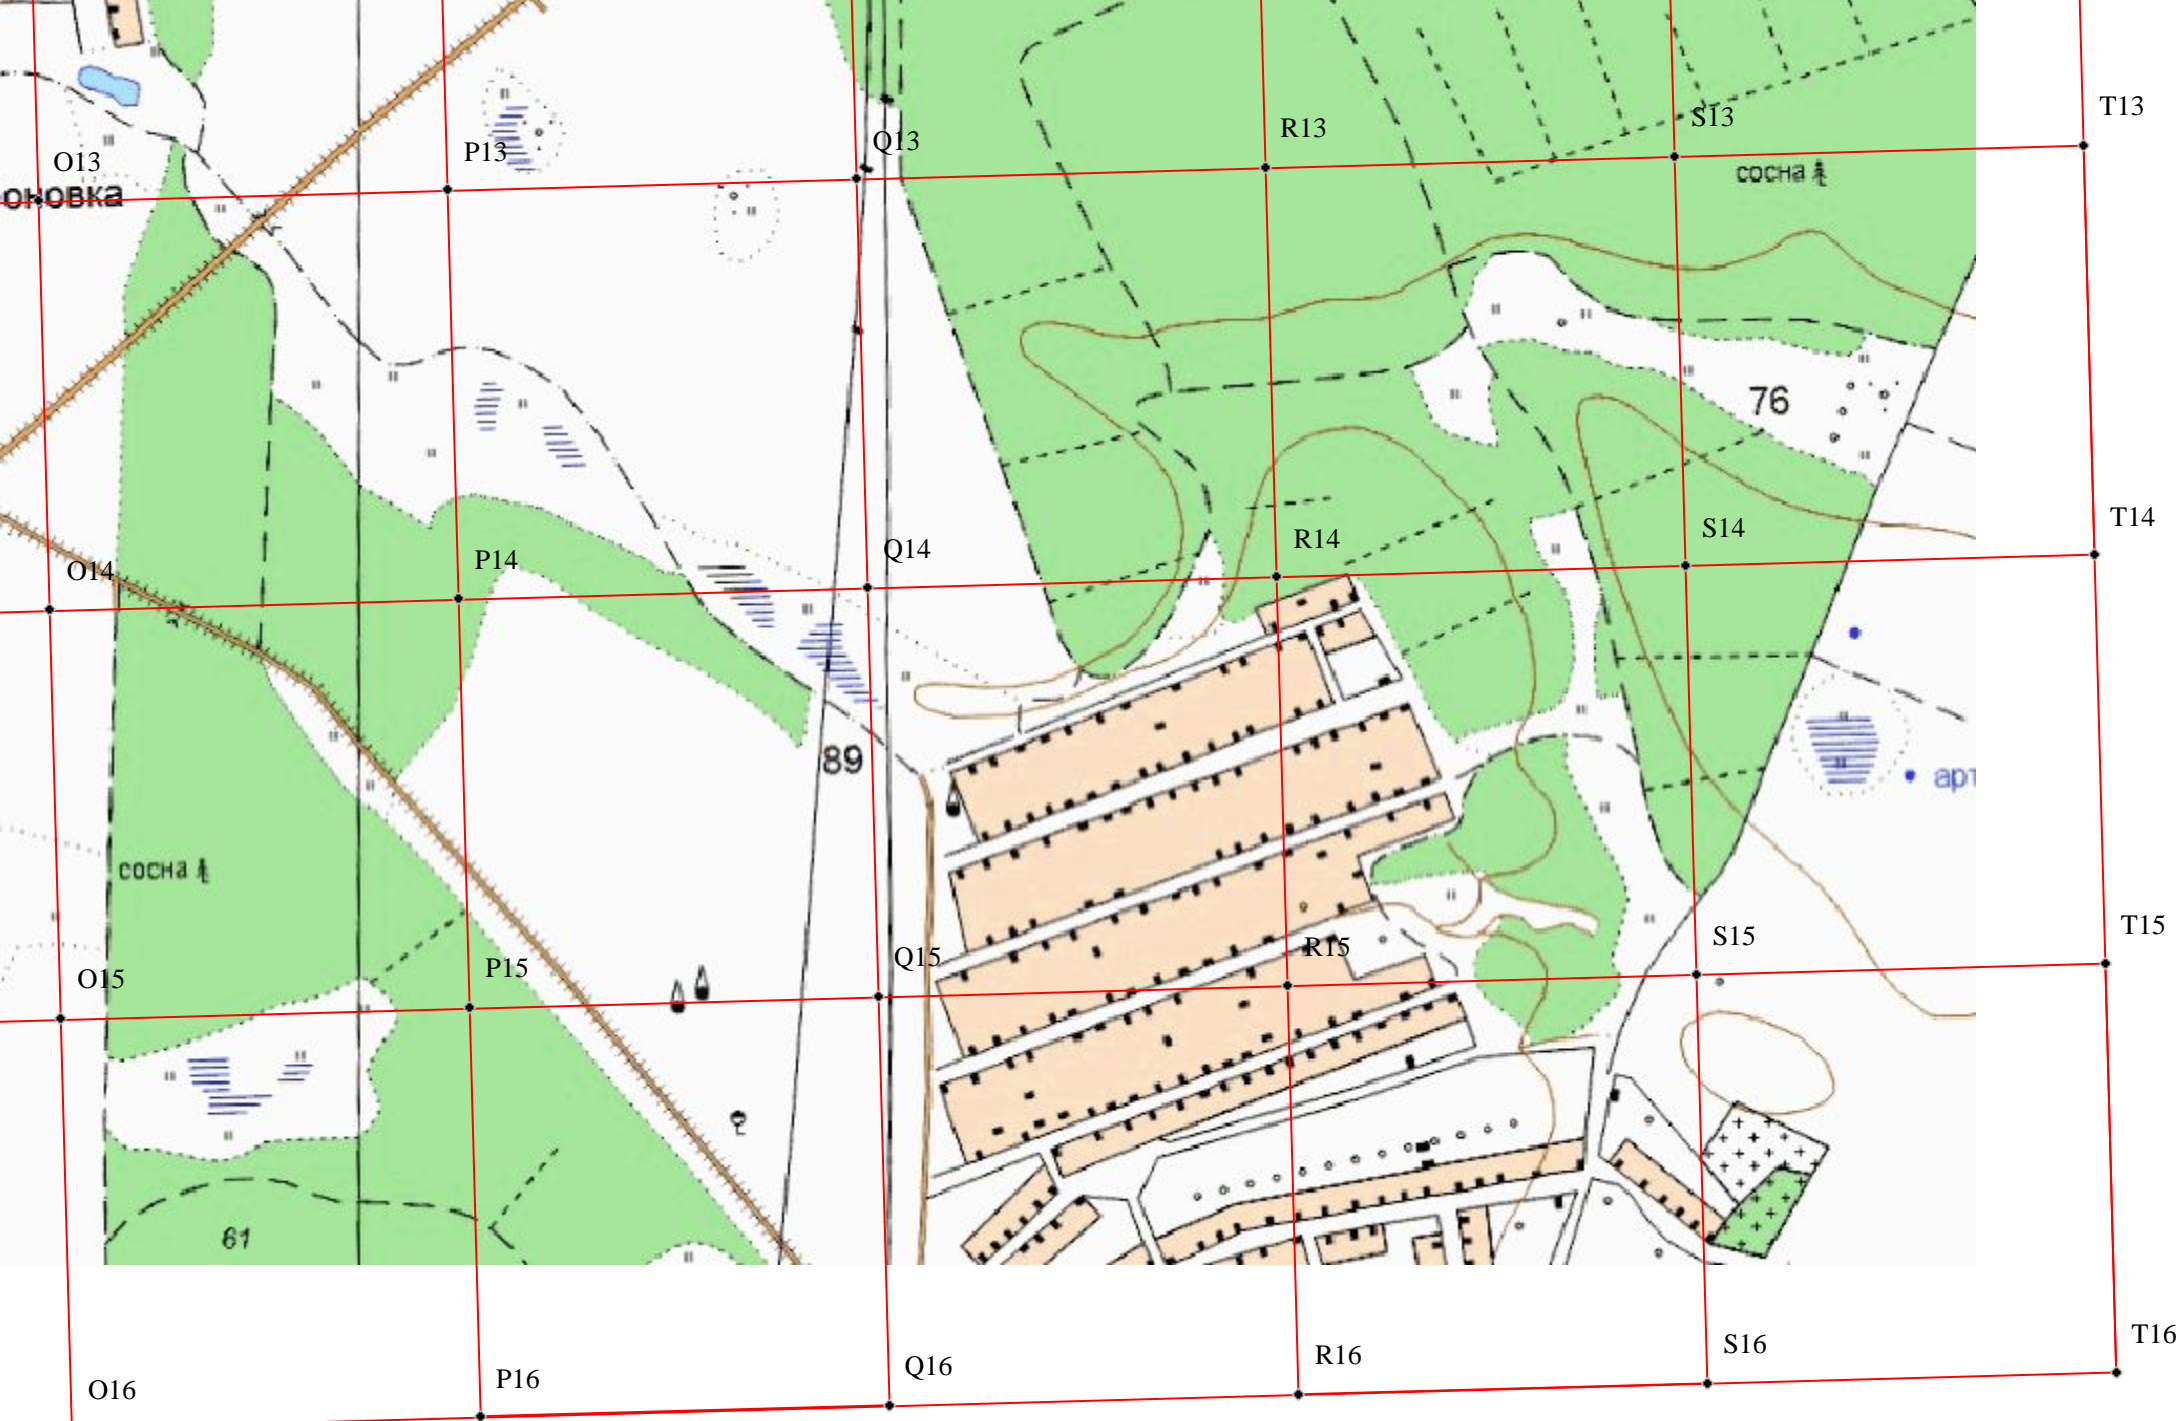 T13
S13
R13
Q13
P13
O13
сосна
оновка
76
T14
S14
R14
Q14
P14
O14
89
арт
сосна
T15
S15
R15
Q15
P15
O15
61
T16
S16
R16
Q16
P16
O16